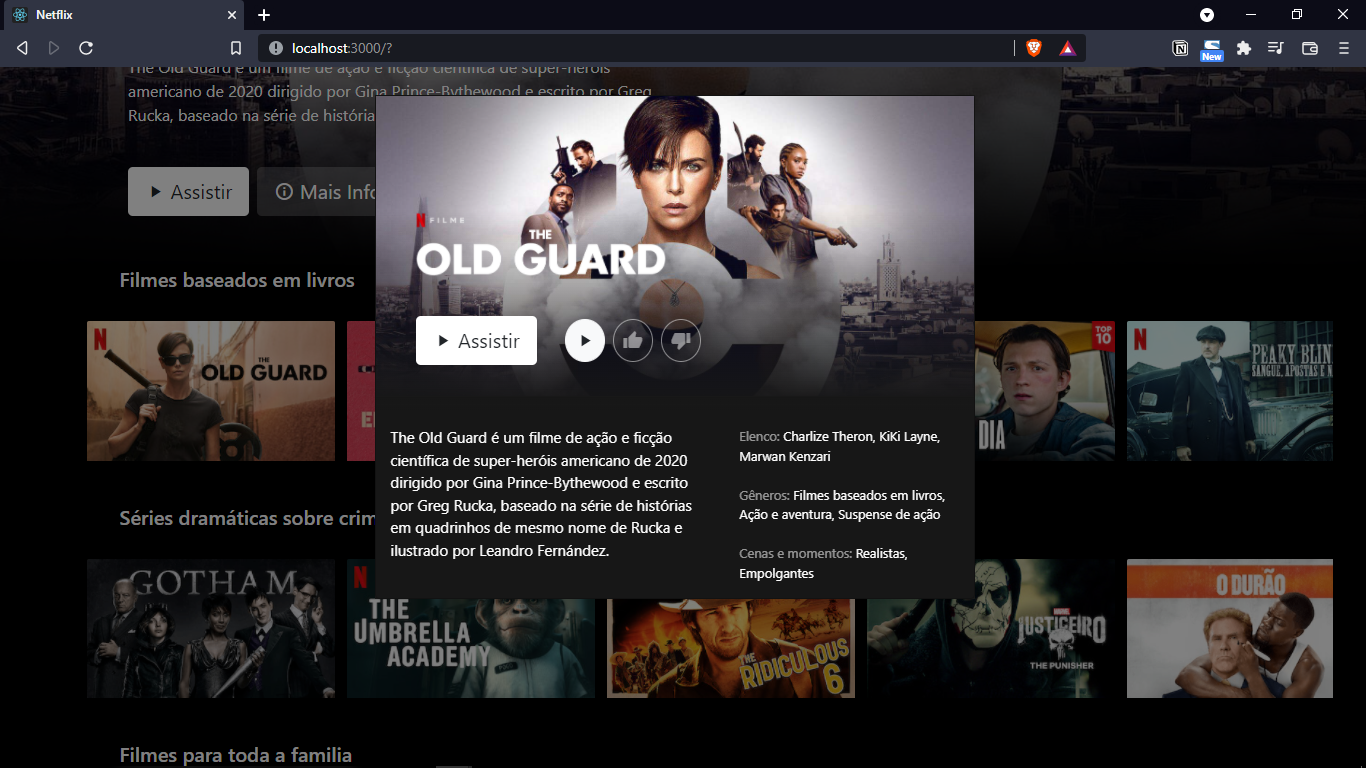 Netflix
localhost:3000/?
New
The Old Guard é um filme de ação e ficção científica de super-heróis
americano de 2020 dirigido por Gina Prince-Bythewood e escrito por Greg
Rucka, baseado na série de história
Assistir
Mais Info
FILME
THE
OLD GUARD
Assistir
The Old Guard é um filme de ação e ficção
científica de super-heróis americano de 2020
dirigido por Gina Prince-Bythewood e escrito
por Greg Rucka, baseado na série de histórias
em quadrinhos de mesmo nome de Rucka e
ilustrado por Leandro Fernández.
Elenco: Charlize Theron, KiKi Layne,
Marwan Kenzari
Gêneros: Filmes baseados em livros,
Ação e aventura, Suspense de ação
Cenas e momentos: Realistas,
Empolgantes
Filmes baseados em livros
N
THE
OLD GUARD
DIA
TOP
10
N
PEAKY BLIN
SANGUE, APOSTAS E N
Séries dramáticas sobre crim
GOTHAM
N
THE
UMBRELLA
ACADEMY
THE
RIDICULOUS
6
MARVEL
JUSTICEIRO
THE PUNISHER
O DURÃO
Filmes para toda a familia